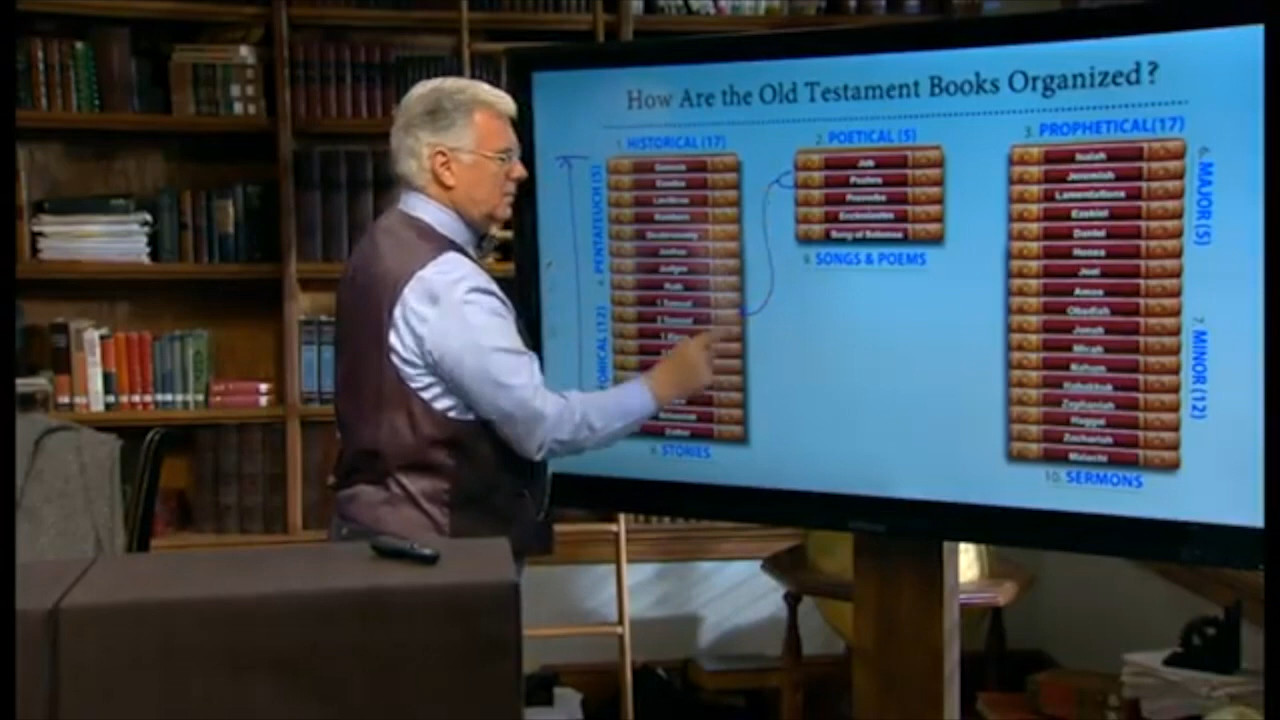 How Are the Old Testament Books Organized?
1. HISTORICAL (17)
2. POETICAL (5)
3. PROPHETICAL (17)
4. PENTATEUCH (5)
Genesis
Exodus
Leviticus
Numbers
Deuteronomy
Joshua
Judges
Ruth
1 Samuel
2 Samuel
1 Kings
Esther
8. STORIES
Job
Psalms
Proverbs
Ecclesiastes
Song of Solomon
9. SONGS & POEMS
Isaiah
Jeremiah
Lamentations
Ezekiel
Daniel
Hosea
Joel
Amos
Obadiah
Jonah
Micah
Nahum
Habakkuk
Zephaniah
Haggai
Zechariah
Malachi
6. MAJOR (5)
7. MINOR (12)
10. SERMONS